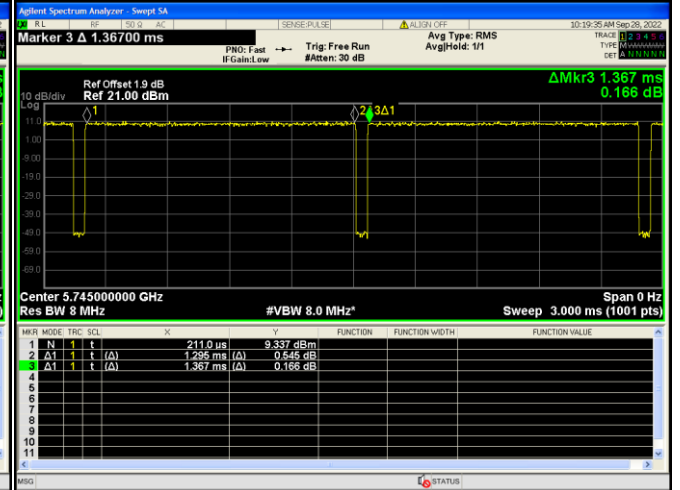 Agilent Spectrum Analyzer - Swept SA
RL RF 50 Ω AC SENSE:PULSE ALIGN OFF 10:19:35 AM Sep 28, 2022
Marker 3 Δ 1.36700 ms
PNO: Fast
IFGain:Low
Trig: Free Run
#Atten: 30 dB
Avg Type: RMS
Avg|Hold: 1/1
TRACE 1 2 3 4 5 6
TYPE M
DET A N N N N N
ΔMkr3 1.367 ms
0.166 dB
Ref Offset 1.9 dB
10 dB/div Ref 21.00 dBm
Log
1 2 3Δ1
11.0
1.00
-9.00
-19.0
-29.0
-39.0
-49.0
-59.0
-69.0
Center 5.745000000 GHz Span 0 Hz
Res BW 8 MHz #VBW 8.0 MHz* Sweep 3.000 ms (1001 pts)
MKR MODE TRC SCL X Y FUNCTION FUNCTION WIDTH FUNCTION VALUE
1 N 1 t 211.0 µs 9.337 dBm
2 Δ1 1 t (Δ) 1.295 ms (Δ) 0.545 dB
3 Δ1 1 t (Δ) 1.367 ms (Δ) 0.166 dB
4
5
6
7
8
9
10
11
MSG STATUS